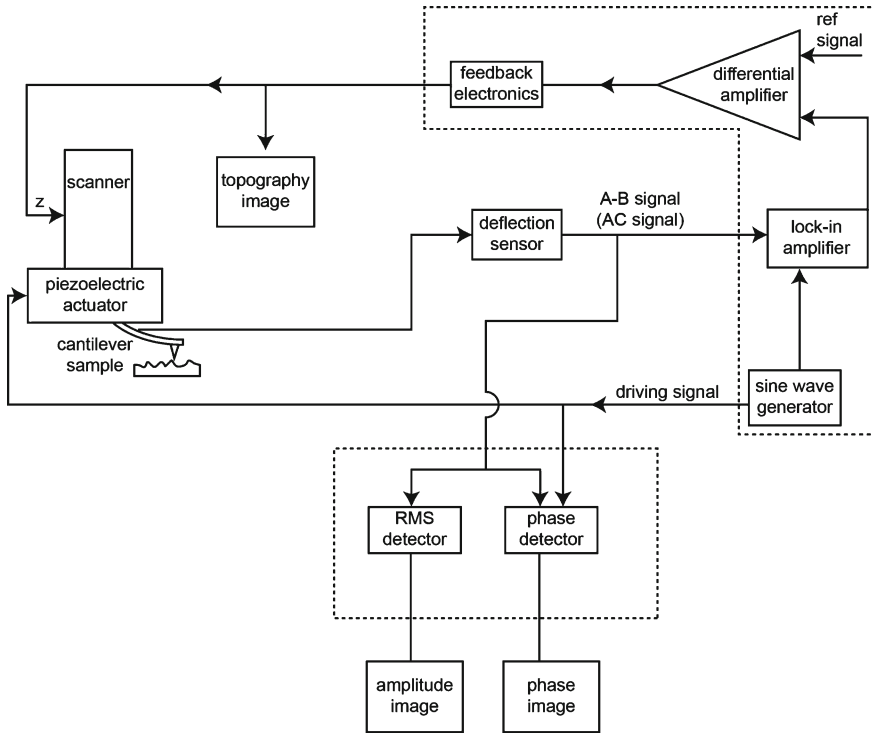 ref
signal
feedback
electronics
differential
amplifier
scanner
z
topography
image
A-B signal
(AC signal)
deflection
sensor
lock-in
amplifier
piezoelectric
actuator
cantilever
sample
driving signal
sine wave
generator
RMS
detector
phase
detector
amplitude
image
phase
image